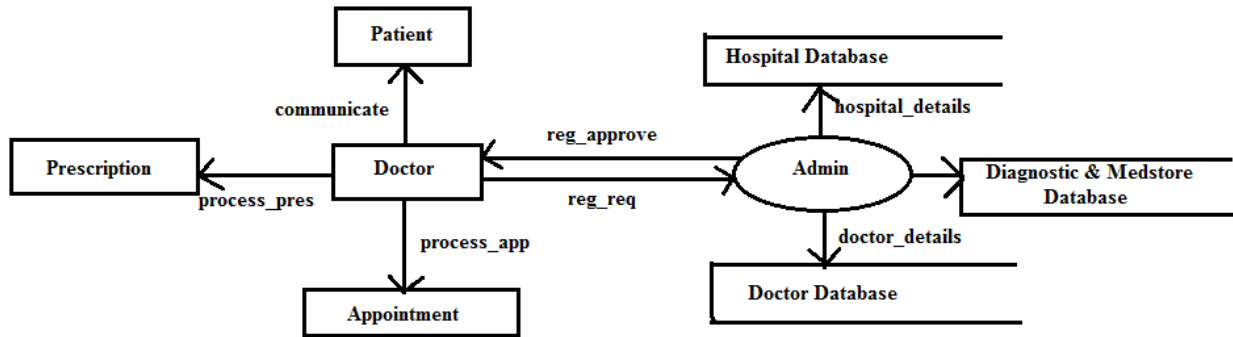 Patient
Hospital Database
communicate
hospital_details
reg_approve
Prescription
Doctor
Admin
Diagnostic & Medstore
Database
process_pres
reg_req
process_app
doctor_details
Appointment
Doctor Database